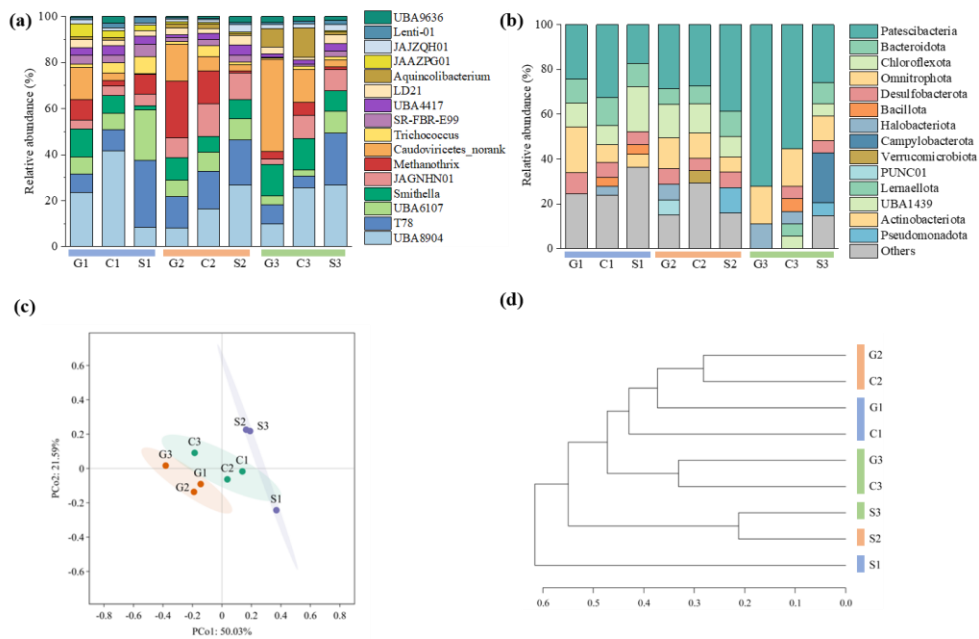 (a)
Relative abundance (%)
100
80
60
40
20
0
G1 C1 S1 G2 C2 S2 G3 C3 S3
UBA9636
Lenti-01
JAJZQH01
JAAZPG01
Aquincolibacterium
LD21
UBA4417
SR-FBR-E99
Trichococcus
Caudoviricetes_norank
Methanothrix
JAGNHN01
Smithella
UBA6107
T78
UBA8904
(b)
Relative abundance (%)
100
80
60
40
20
0
G1 C1 S1 G2 C2 S2 G3 C3 S3
Patescibacteria
Bacteroidota
Chloroflexota
Omnitrophota
Desulfobacterota
Bacillota
Halobacteriota
Campylobacterota
Verrucomicrobiota
PUNC01
Lernaellota
UBA1439
Actinobacteriota
Pseudomonadota
Others
(c)
PCo2: 21.59%
0.6
0.4
0.2
0
-0.2
-0.4
-0.6
S2 S3
C3
G3
G1
G2
C2
C1
S1
-0.8 -0.6 -0.4 -0.2 0 0.2 0.4 0.6 0.8
PCo1: 50.03%
(d)
G2
C2
G1
C1
G3
C3
S3
S2
S1
0.6 0.5 0.4 0.3 0.2 0.1 0.0